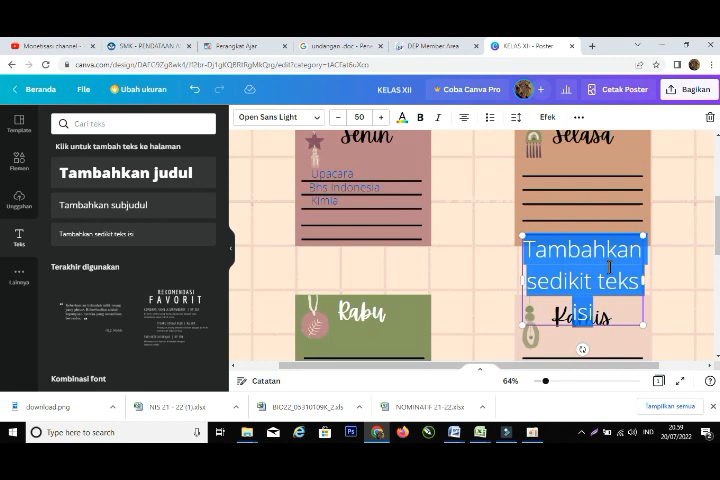 Monetisasi channel -
SMK - PENDATAAN
Perangkat Ajar
undangan .doc - Pen
DEP Member Area
KELAS XII - Poster
Beranda
File
Ubah ukuran
KELAS XII
Coba Canva Pro
Cetak Poster
Bagikan
Open Sans Light
50
A
B
I
Efek
Template
Elemen
Unggahan
Teks
Lainnya
Cari teks
Klik untuk tambah teks ke halaman
Tambahkan judul
Tambahkan subjudul
Tambahkan sedikit teks isi
Terakhir digunakan
REKOMENDASI
FAVORIT
Kombinasi font
Senin
Upacara
Bhs Indonesia
Kimia
Selasa
Tambahkan
sedikit teks
isi
Rabu
Kamis
Catatan
64%
1
download.png
NIS 21 - 22 (1).xlsx
BIO22_05310109K_2.xls
NOMINATIF 21-22.xlsx
Tampilkan semua
Type here to search
IND
20.59
20/07/2022